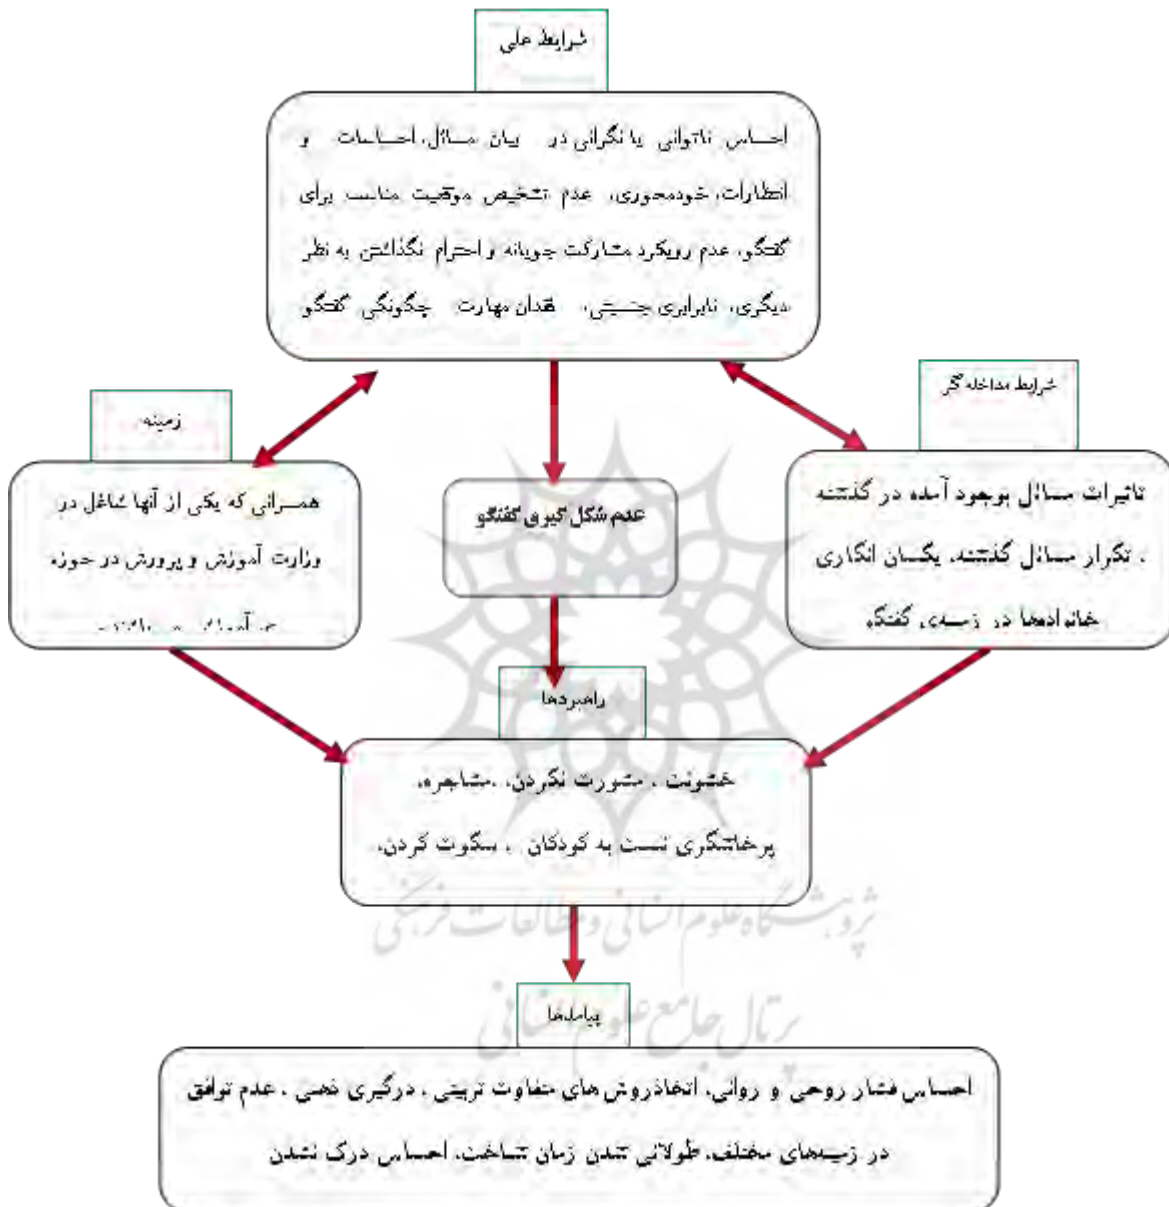 شرایط علی
احساس ناتوانی یا نگرانی در بیان مسائل، احساسات و
انتظارات، خودمحوری، عدم تشخیص موقعیت مناسب برای
گفتگو، عدم رویکرد مشارکت جویانه و احترام نگذاشتن به نظر
دیگری، نابرابری جنسیتی، فقدان مهارت چگونگی گفتگو
شرایط مداخله گر
تاثیرات مسائل بوجود آمده در گذشته
، تکرار مسائل گذشته، یکسان انگاری
خانواده‌ها در زمینه‌ی گفتگو
زمینه
همسرانی که یکی از آنها شاغل در
وزارت آموزش و پرورش در حوزه
عدم شکل گیری گفتگو
راهبردها
خشونت ، مشورت نکردن، مشاجره،
پرخاشگری نسبت به کودکان ، سکوت کردن،
پژوهشگاه علوم انسانی و مطالعات فرهنگی
پرتال جامع علوم انسانی
پیامدها
احساس فشار روحی و روانی، اتخاذروش های متفاوت تربیتی ، درگیری ذهنی ، عدم توافق
در زمینه‌های مختلف، طولانی شدن زمان شناخت، احساس درک نشدن